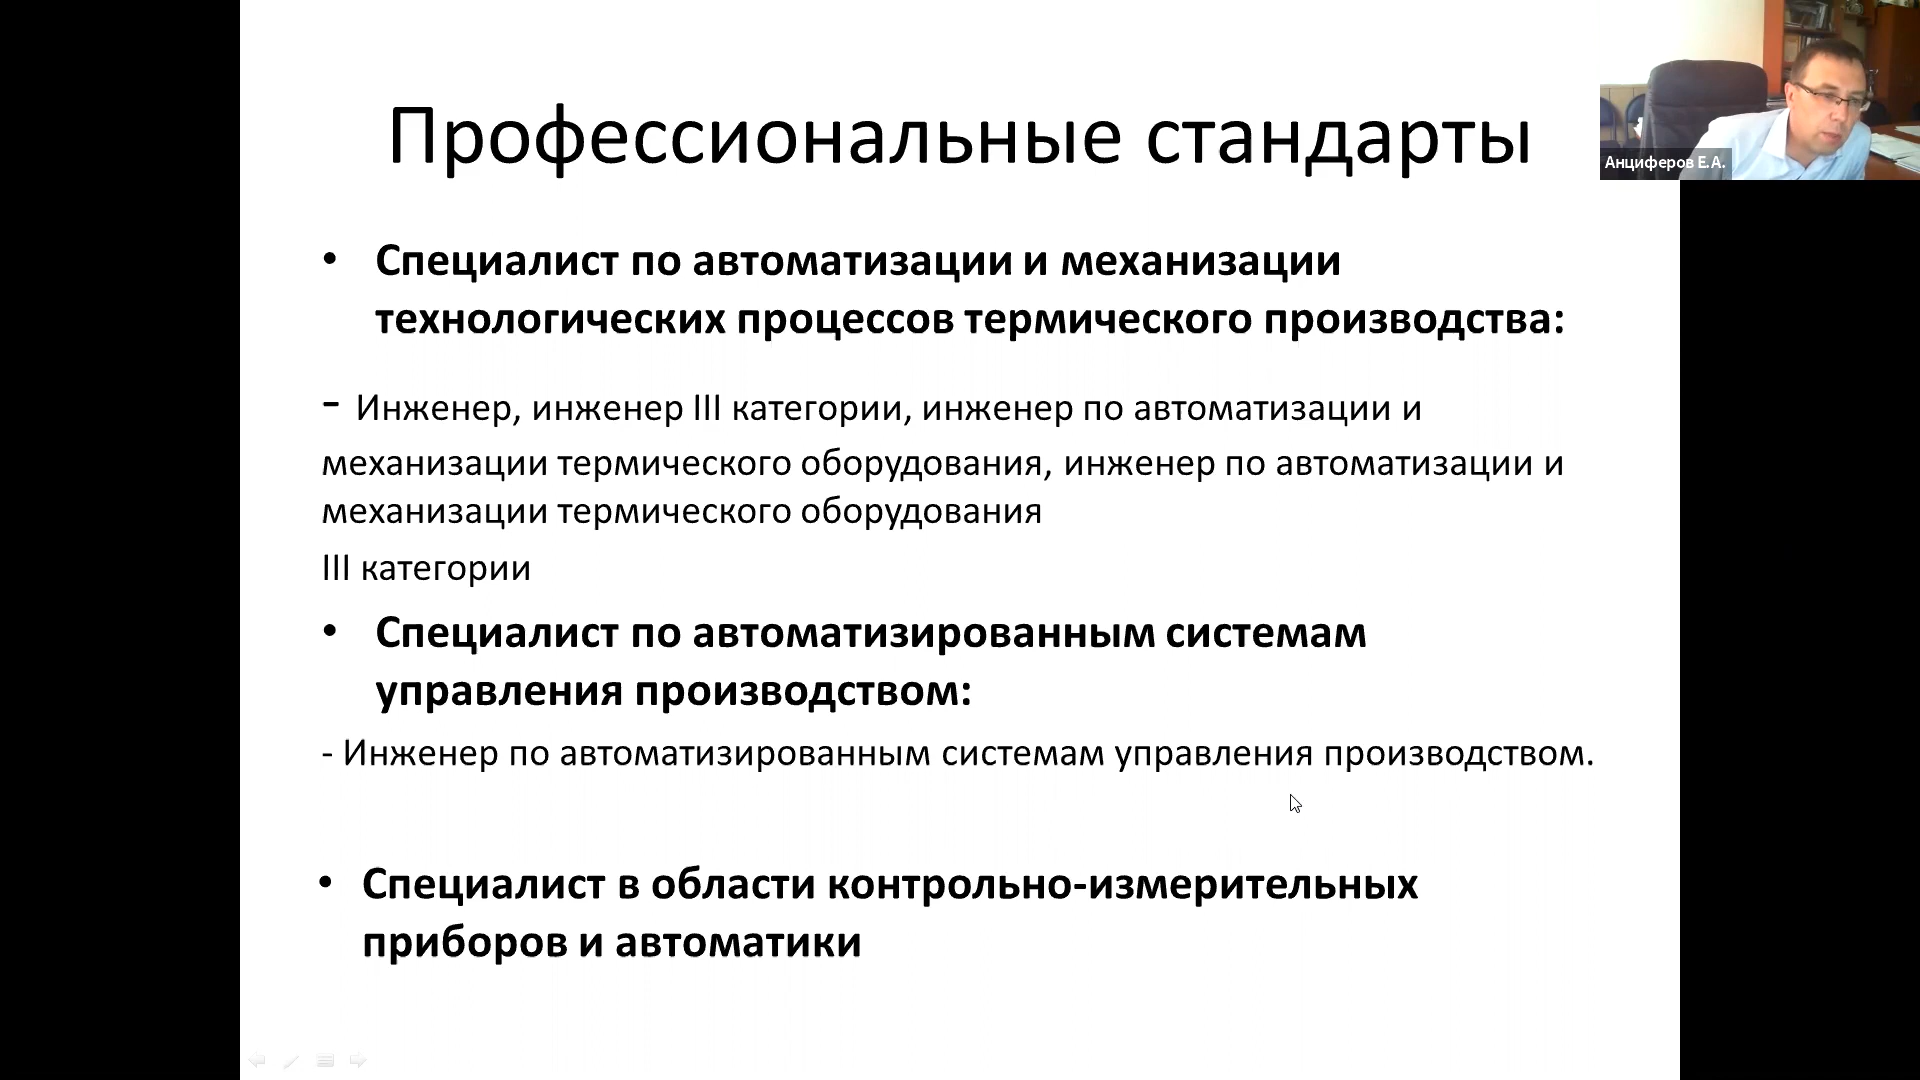 Профессиональные стандарты
Анциферов Е.А.
• Специалист по автоматизации и механизации
технологических процессов термического производства:
- Инженер, инженер III категории, инженер по автоматизации и
механизации термического оборудования, инженер по автоматизации и
механизации термического оборудования
III категории
• Специалист по автоматизированным системам
управления производством:
- Инженер по автоматизированным системам управления производством.
• Специалист в области контрольно-измерительных
приборов и автоматики